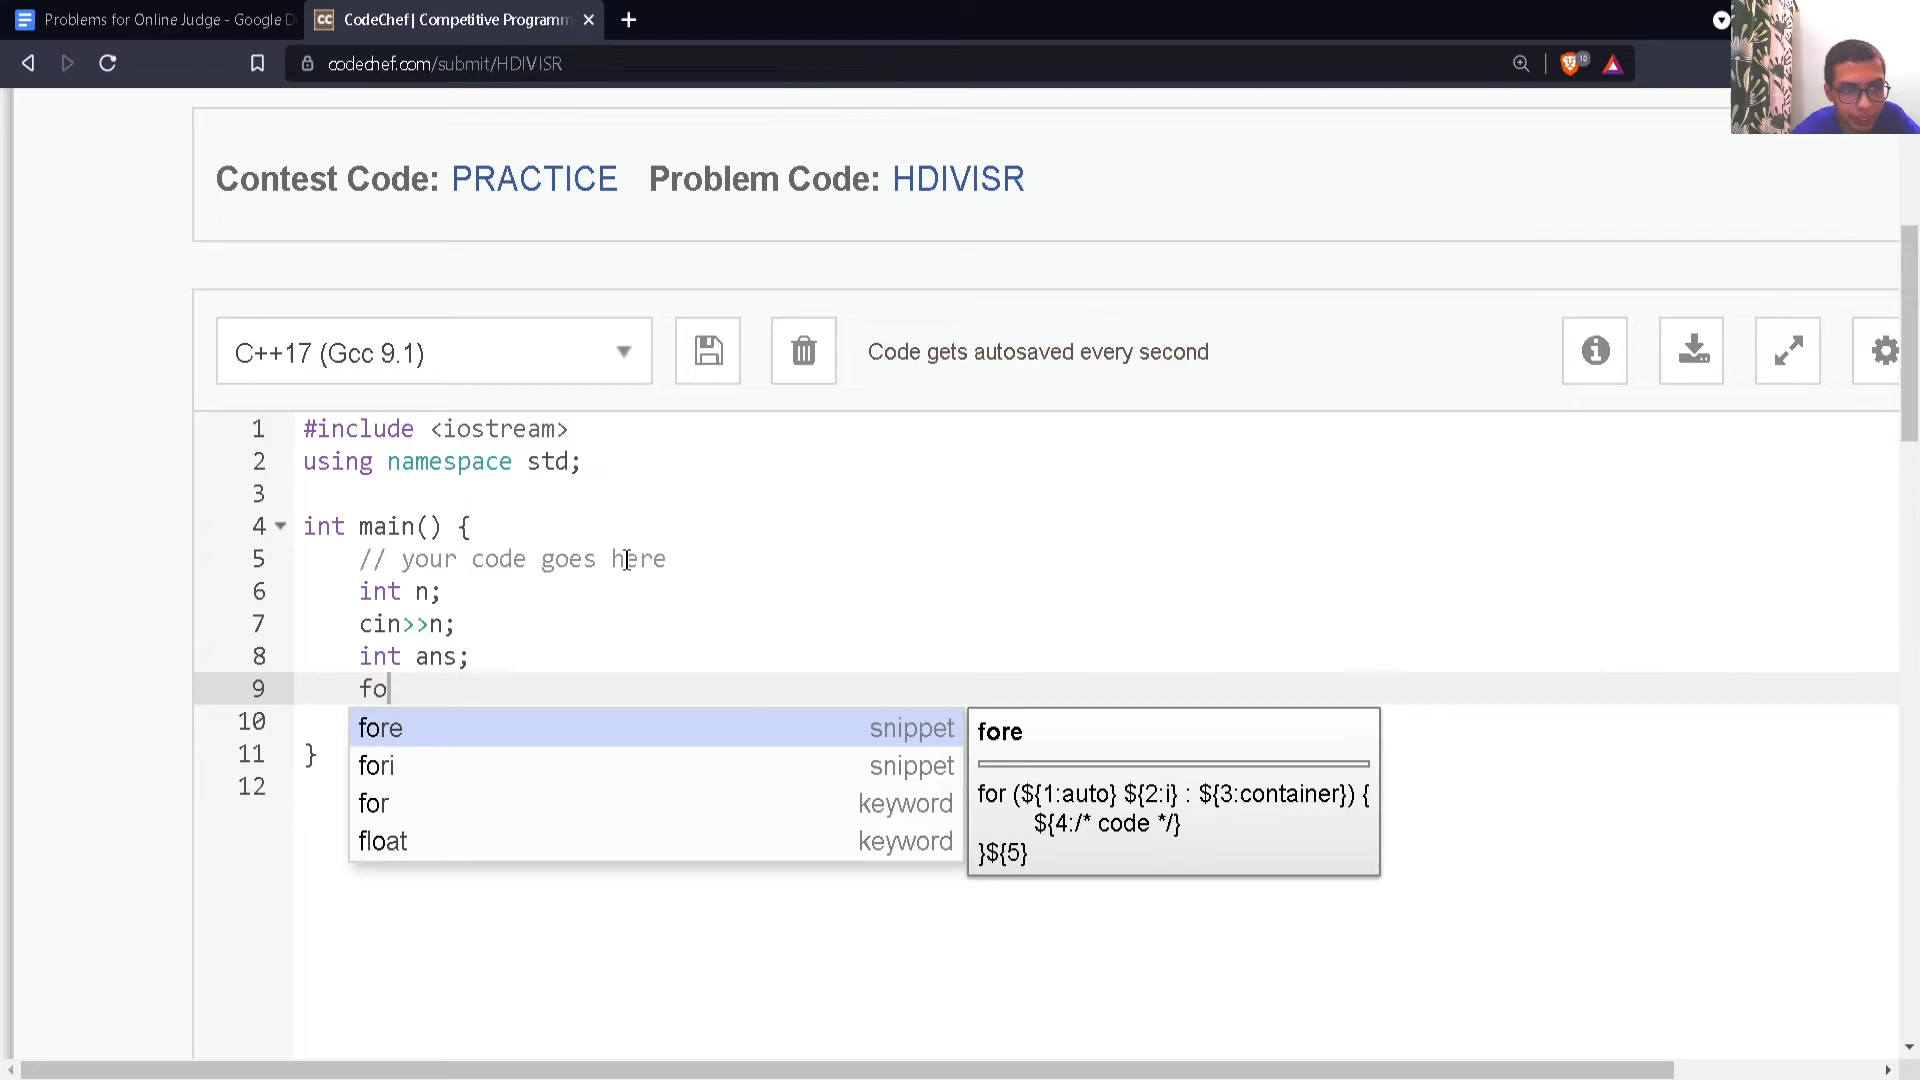 Problems for Online Judge - Google D
CC CodeChef | Competitive Programm
codechef.com/submit/HDIVISR
10
Contest Code: PRACTICE Problem Code: HDIVISR
C++17 (Gcc 9.1)
Code gets autosaved every second
1 #include <iostream>
2 using namespace std;
3
4 int main() {
5 // your code goes here
6 int n;
7 cin>>n;
8 int ans;
9 fo
10
11 }
12
fore snippet
fori snippet
for keyword
float keyword
fore
for (${1:auto} ${2:i} : ${3:container}) {
${4:/* code */}
}${5}